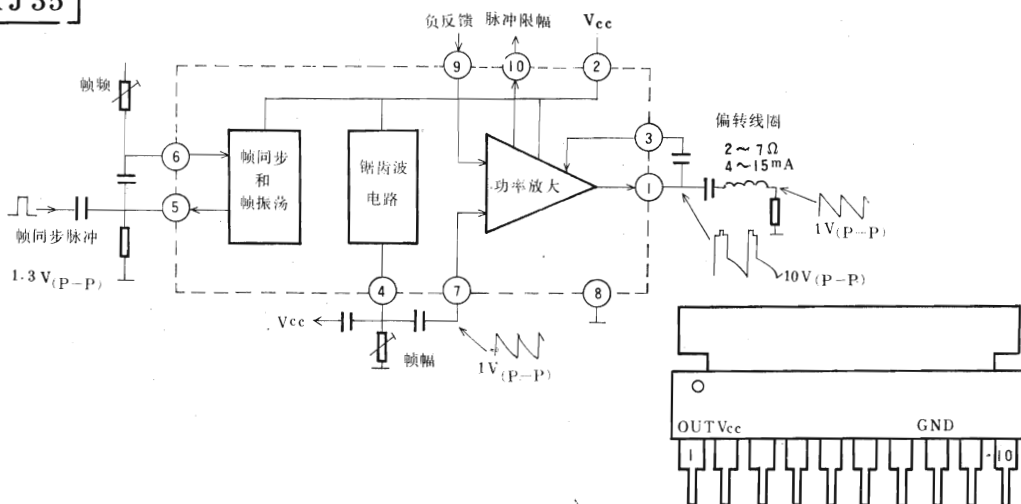 J35
负反馈 脉冲限幅 Vcc
9 10 2
帧频
6
5
帧同步
和
帧振荡
锯齿波
电路
功率放大
3
1
偏转线圈
2～7Ω
4～15mA
1V(P—P)
10V(P—P)
帧同步脉冲
1.3V(P—P)
4 7 8
Vcc
帧幅
1V(P—P)
OUT Vcc GND
1 10